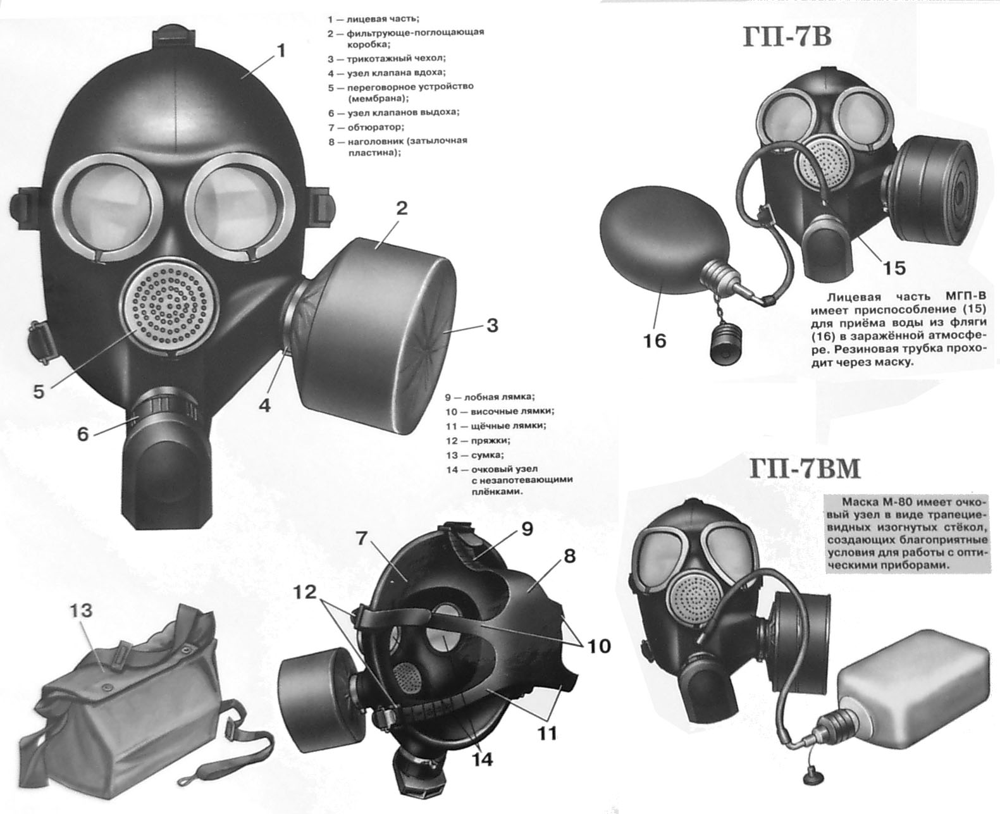 1 — лицевая часть;
2 — фильтрующе-поглощающая
коробка;
3 — трикотажный чехол;
4 — узел клапана вдоха;
5 — переговорное устройство
(мембрана);
6 — узел клапанов выдоха;
7 — обтюратор;
8 — наголовник (затылочная
пластина);
1
2
3
4
5
6
9 — лобная лямка;
10 — височные лямки;
11 — щёчные лямки;
12 — пряжки;
13 — сумка;
14 — очковый узел
с незапотевающими
плёнками.
7
9
8
12
10
11
14
13
ГП-7В
15
16
Лицевая часть МГП-В
имеет приспособление (15)
для приёма воды из фляги
(16) в заражённой атмосфе-
ре. Резиновая трубка прохо-
дит через маску.
ГП-7ВМ
Маска М-80 имеет очко-
вый узел в виде трапецие-
видных изогнутых стёкол,
создающих благоприятные
условия для работы с опти-
ческими приборами.